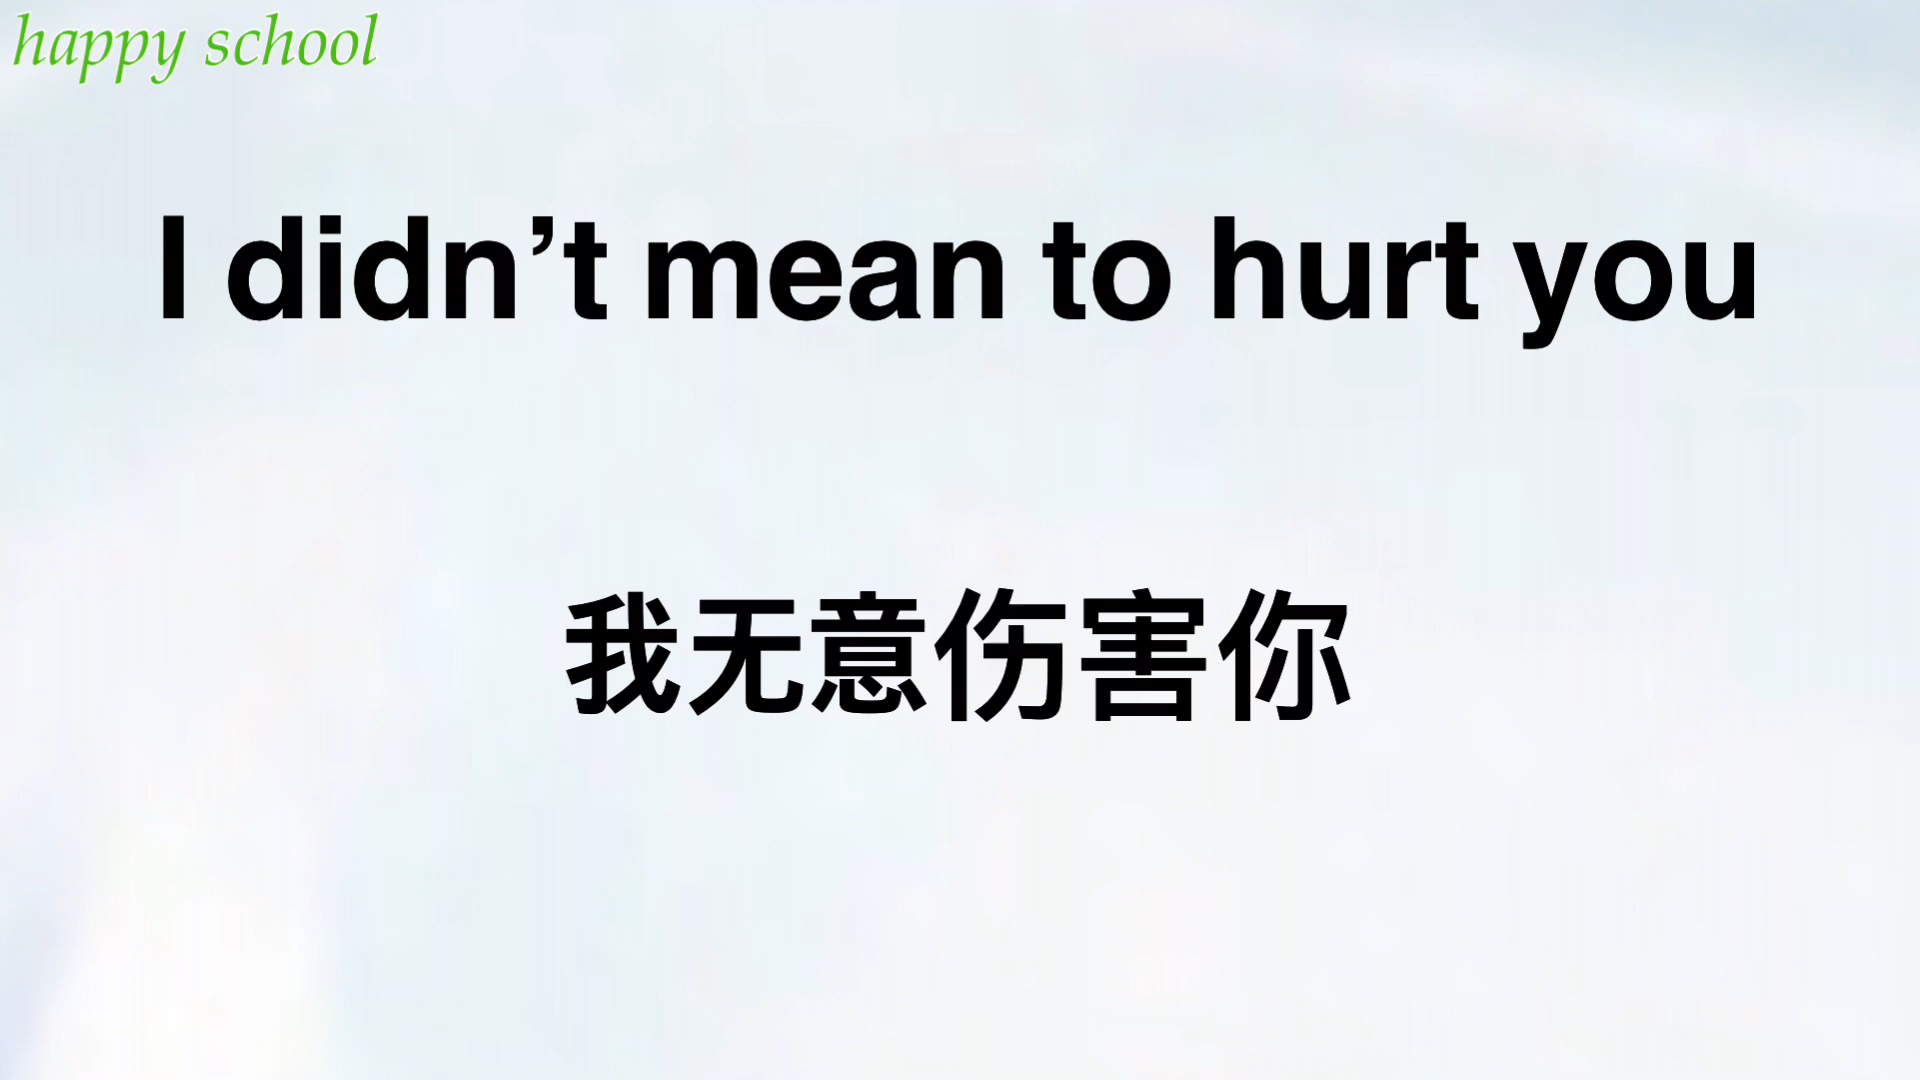 happy school
I didn’t mean to hurt you
我无意伤害你